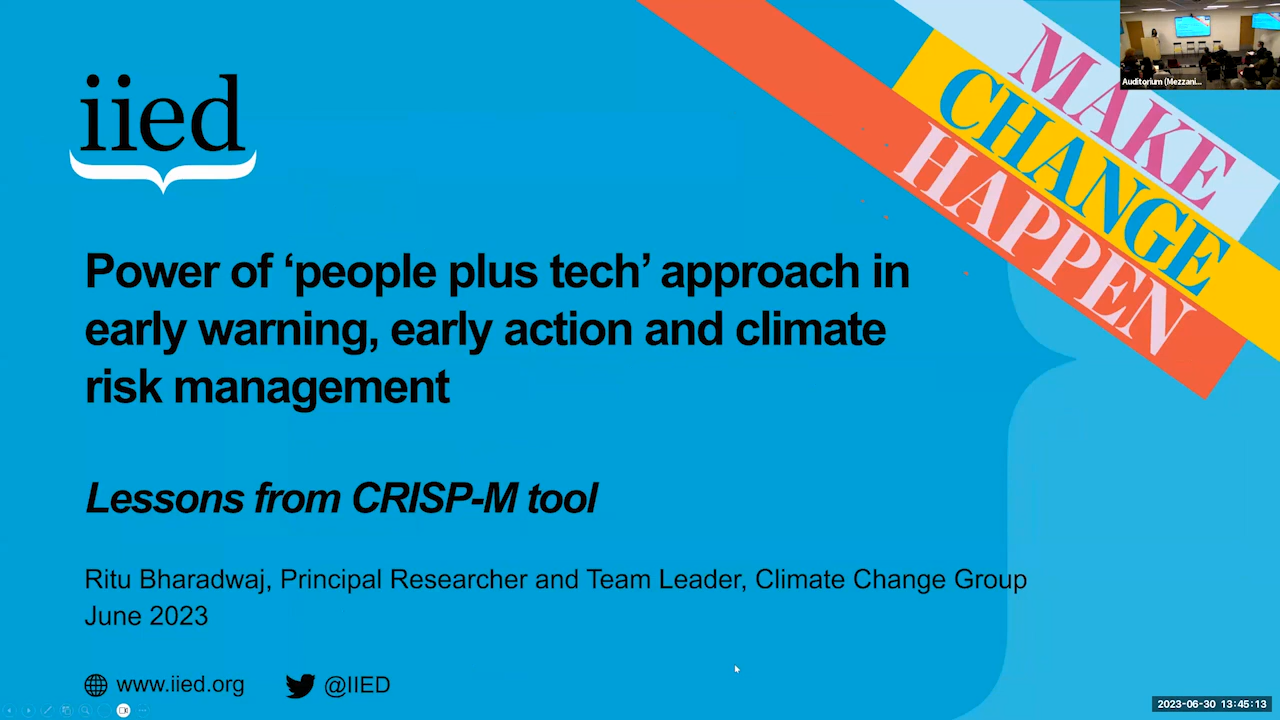 iied
MAKE
CHANGE
HAPPEN
Auditorium (Mezzani...
Power of ‘people plus tech’ approach in
early warning, early action and climate
risk management
Lessons from CRISP-M tool
Ritu Bharadwaj, Principal Researcher and Team Leader, Climate Change Group
June 2023
www.iied.org
@IIED
2023-06-30 13:45:13